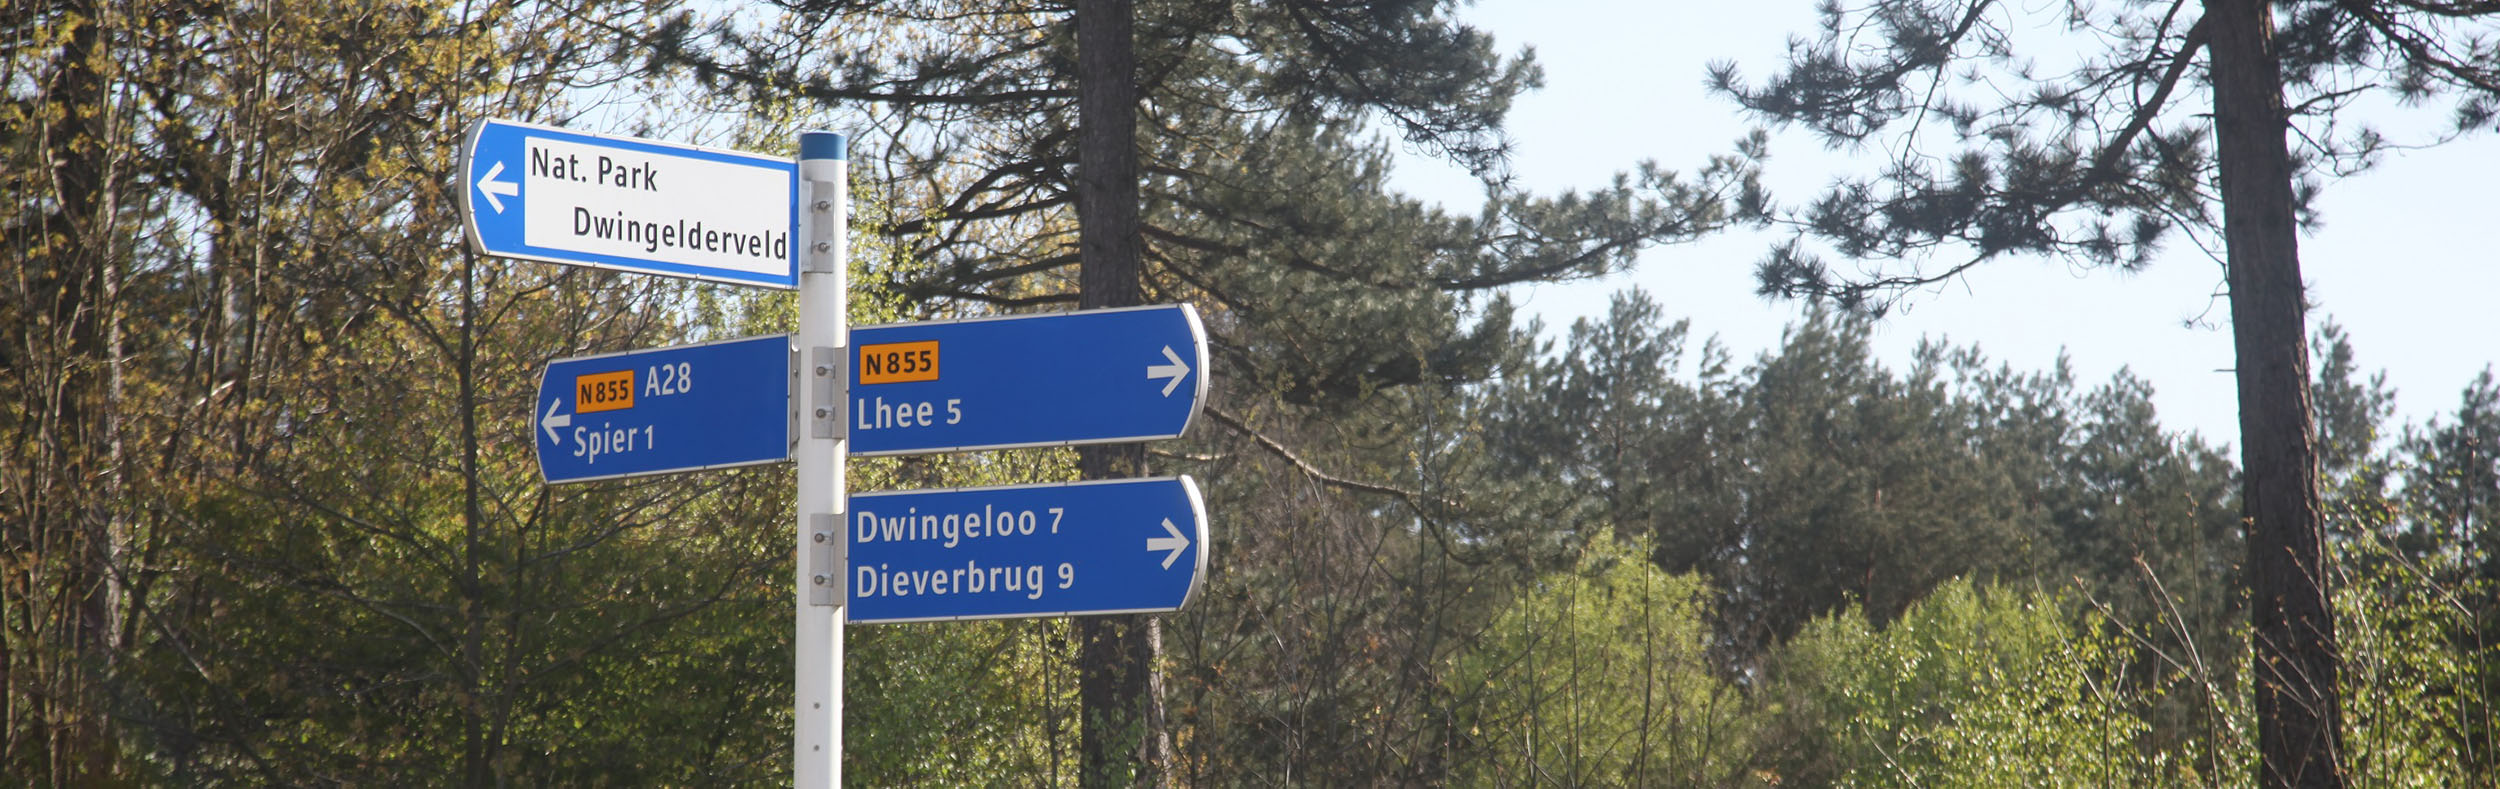 Nat. Park
Dwingelderveld
N855 A28
Spier 1
N855
Lhee 5
Dwingeloo 7
Dieverbrug 9